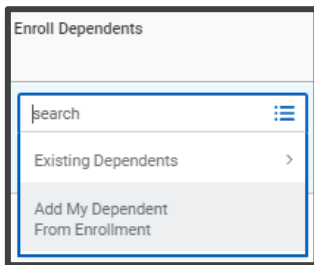 Enroll Dependents
search
Existing Dependents
Add My Dependent
From Enrollment